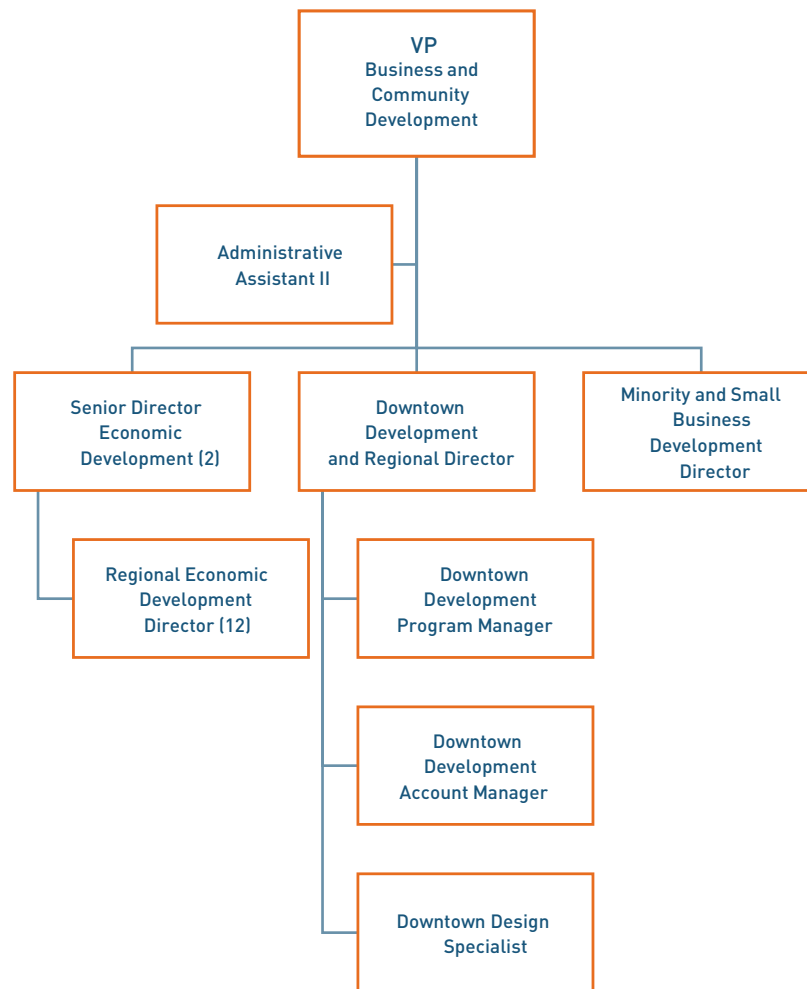 VP
Business and
Community
Development
Administrative
Assistant II
Senior Director
Economic
Development (2)
Downtown
Development
and Regional Director
Minority and Small
Business
Development
Director
Regional Economic
Development
Director (12)
Downtown
Development
Program Manager
Downtown
Development
Account Manager
Downtown Design
Specialist